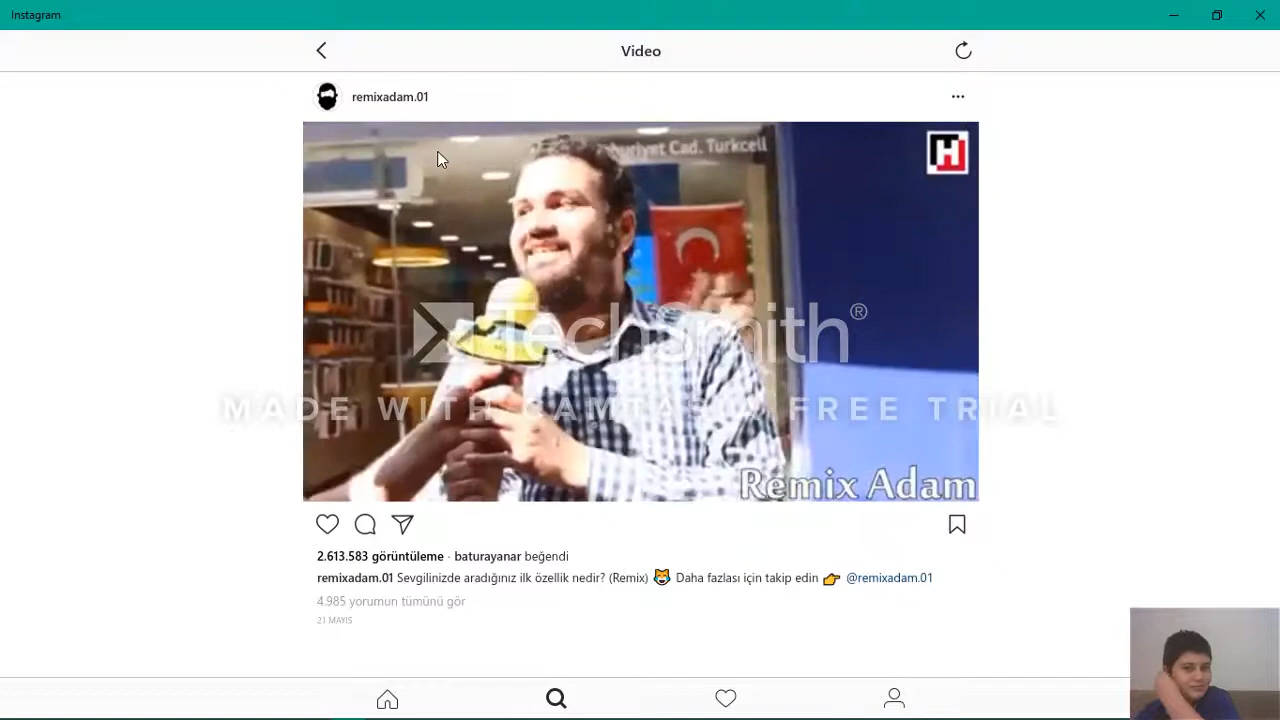 Instagram
Video
remixadam.01
Cad. Turkcell
H
TechSmith®
MADE WITH CAMTASIA FREE TRIAL
Remix Adam
2.613.583 görüntüleme · baturayanar beğendi
remixadam.01 Sevgilinizde aradığınız ilk özellik nedir? (Remix) 😹 Daha fazlası için takip edin 👉 @remixadam.01
4.985 yorumun tümünü gör
21 MAYIS